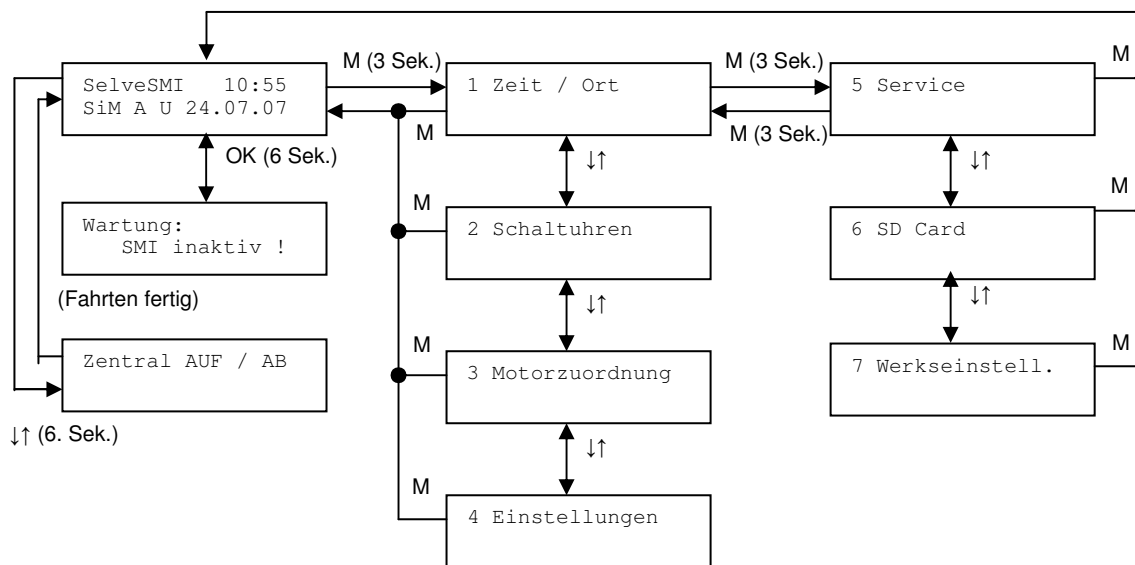 M (3 Sek.)
M (3 Sek.)
M
SelveSMI 10:55
SiM A U 24.07.07
1 Zeit / Ort
5 Service
M
M (3 Sek.)
OK (6 Sek.)
↓↑
↓↑
M
M
Wartung:
SMI inaktiv !
2 Schaltuhren
6 SD Card
(Fahrten fertig)
↓↑
↓↑
Zentral AUF / AB
M
M
3 Motorzuordnung
7 Werkseinstell.
↓↑ (6. Sek.)
↓↑
M
4 Einstellungen